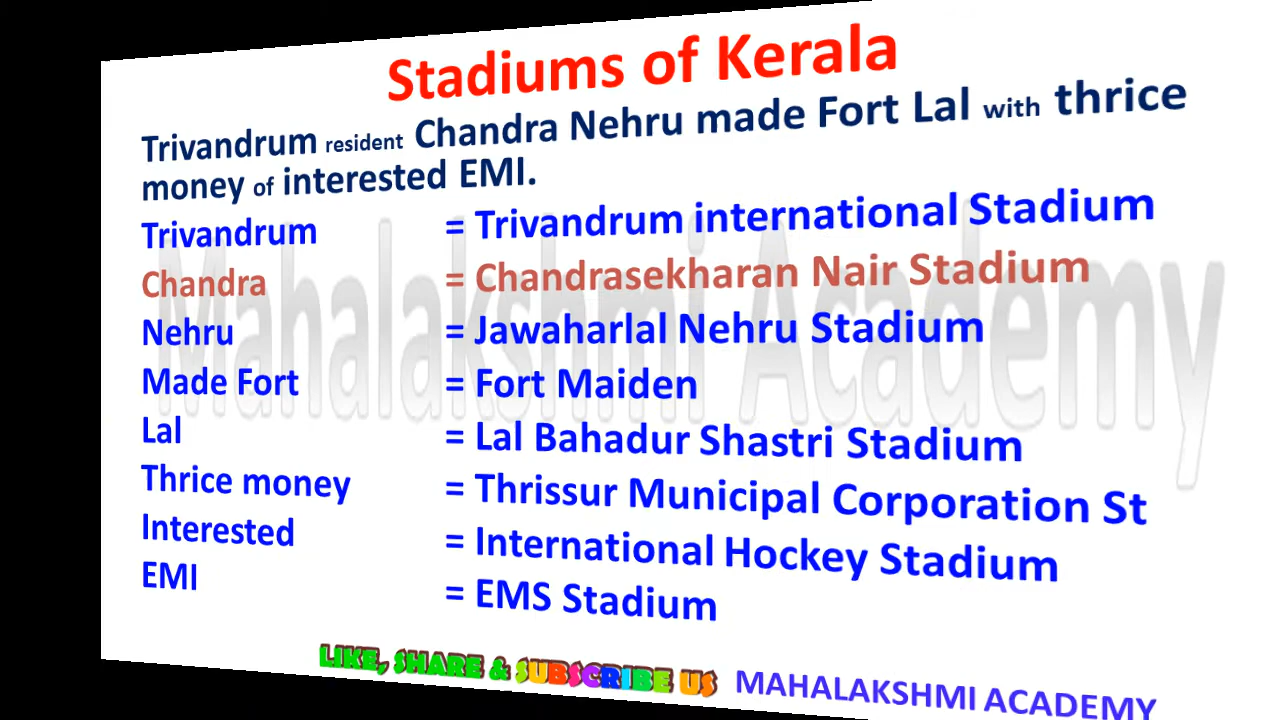 Stadiums of Kerala
Trivandrum resident Chandra Nehru made Fort Lal with thrice
money of interested EMI.
Trivandrum = Trivandrum international Stadium
Chandra = Chandrasekharan Nair Stadium
Nehru = Jawaharlal Nehru Stadium
Made Fort = Fort Maiden
Lal = Lal Bahadur Shastri Stadium
Thrice money = Thrissur Municipal Corporation St
Interested = International Hockey Stadium
EMI = EMS Stadium
Mahalakshmi Academy
LIKE, SHARE & SUBSCRIBE US MAHALAKSHMI ACADEMY